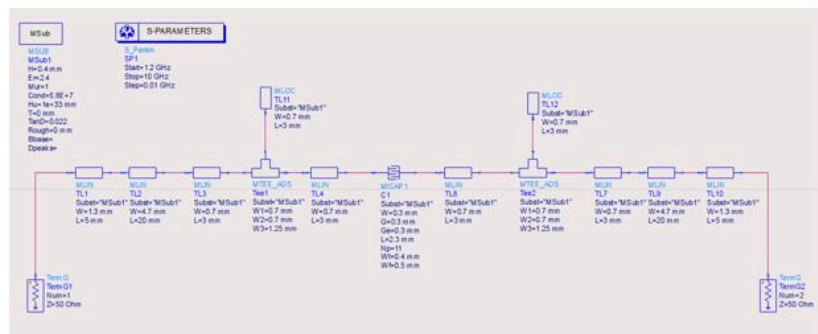 MSub
MSUB
MSub1
H=0.4 mm
Er=2.4
Mur=1
Cond=5.8E+7
Hu=1e+33 mm
T=0 mm
TanD=0.022
Rough=0 mm
Bbase=
Dpeaks=
S-PARAMETERS
S_Param
SP1
Start=1.2 GHz
Stop=10 GHz
Step=0.01 GHz
MLOC
TL11
Subst="MSub1"
W=0.7 mm
L=3 mm
MLOC
TL12
Subst="MSub1"
W=0.7 mm
L=3 mm
MLIN
TL1
Subst="MSub1"
W=1.3 mm
L=5 mm
MLIN
TL2
Subst="MSub1"
W=4.7 mm
L=20 mm
MLIN
TL3
Subst="MSub1"
W=0.7 mm
L=3 mm
MTEE_ADS
Tee1
Subst="MSub1"
W1=0.7 mm
W2=0.7 mm
W3=1.25 mm
MLIN
TL4
Subst="MSub1"
W=0.7 mm
L=3 mm
MICAP1
C1
Subst="MSub1"
W=0.3 mm
G=0.3 mm
Ge=0.3 mm
L=2.3 mm
Np=11
Wt=0.4 mm
Wf=0.5 mm
MLIN
Subst="MSub1"
W=0.7 mm
L=3 mm
MTEE_ADS
Tee2
Subst="MSub1"
W1=0.7 mm
W2=0.7 mm
W3=1.25 mm
MLIN
TL7
Subst="MSub1"
W=0.7 mm
L=3 mm
MLIN
TL9
Subst="MSub1"
W=4.7 mm
L=20 mm
MLIN
TL10
Subst="MSub1"
W=1.3 mm
L=5 mm
TermG
TermG1
Num=1
Z=50 Ohm
TermG
TermG2
Num=2
Z=50 Ohm